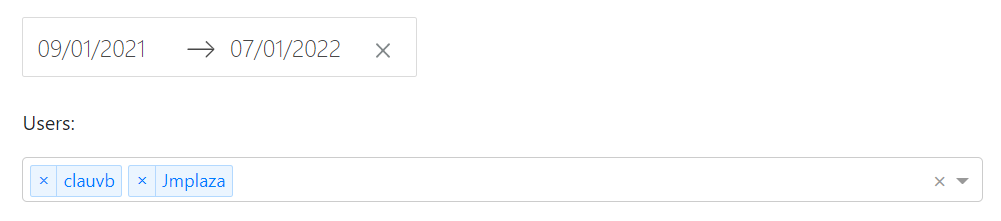 09/01/2021 → 07/01/2022 ×
Users:
× clauvb × Jmplaza ×